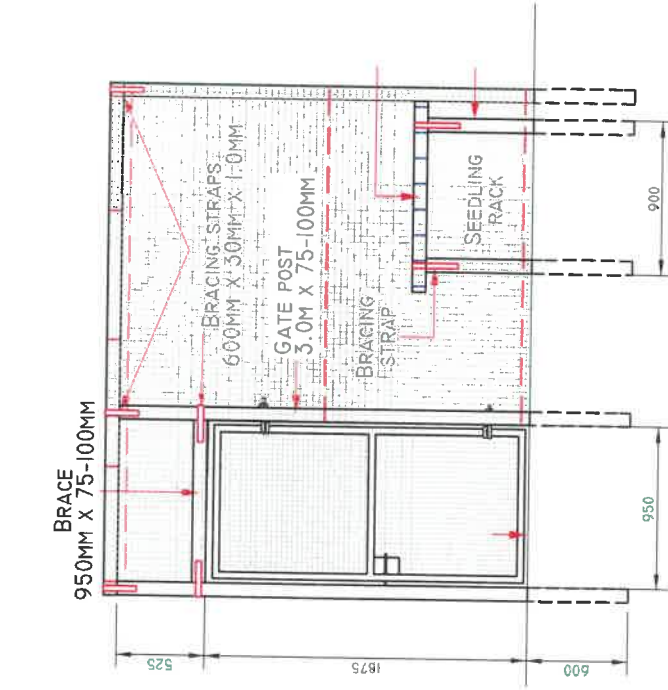 BRACE
950MM X 75-100MM
BRACING STRAPS
600MM X 30MM X 1.0MM
GATE POST
3.0M X 75-100MM
BRACING
STRAP
SEEDLING
RACK
525
1875
600
950
900